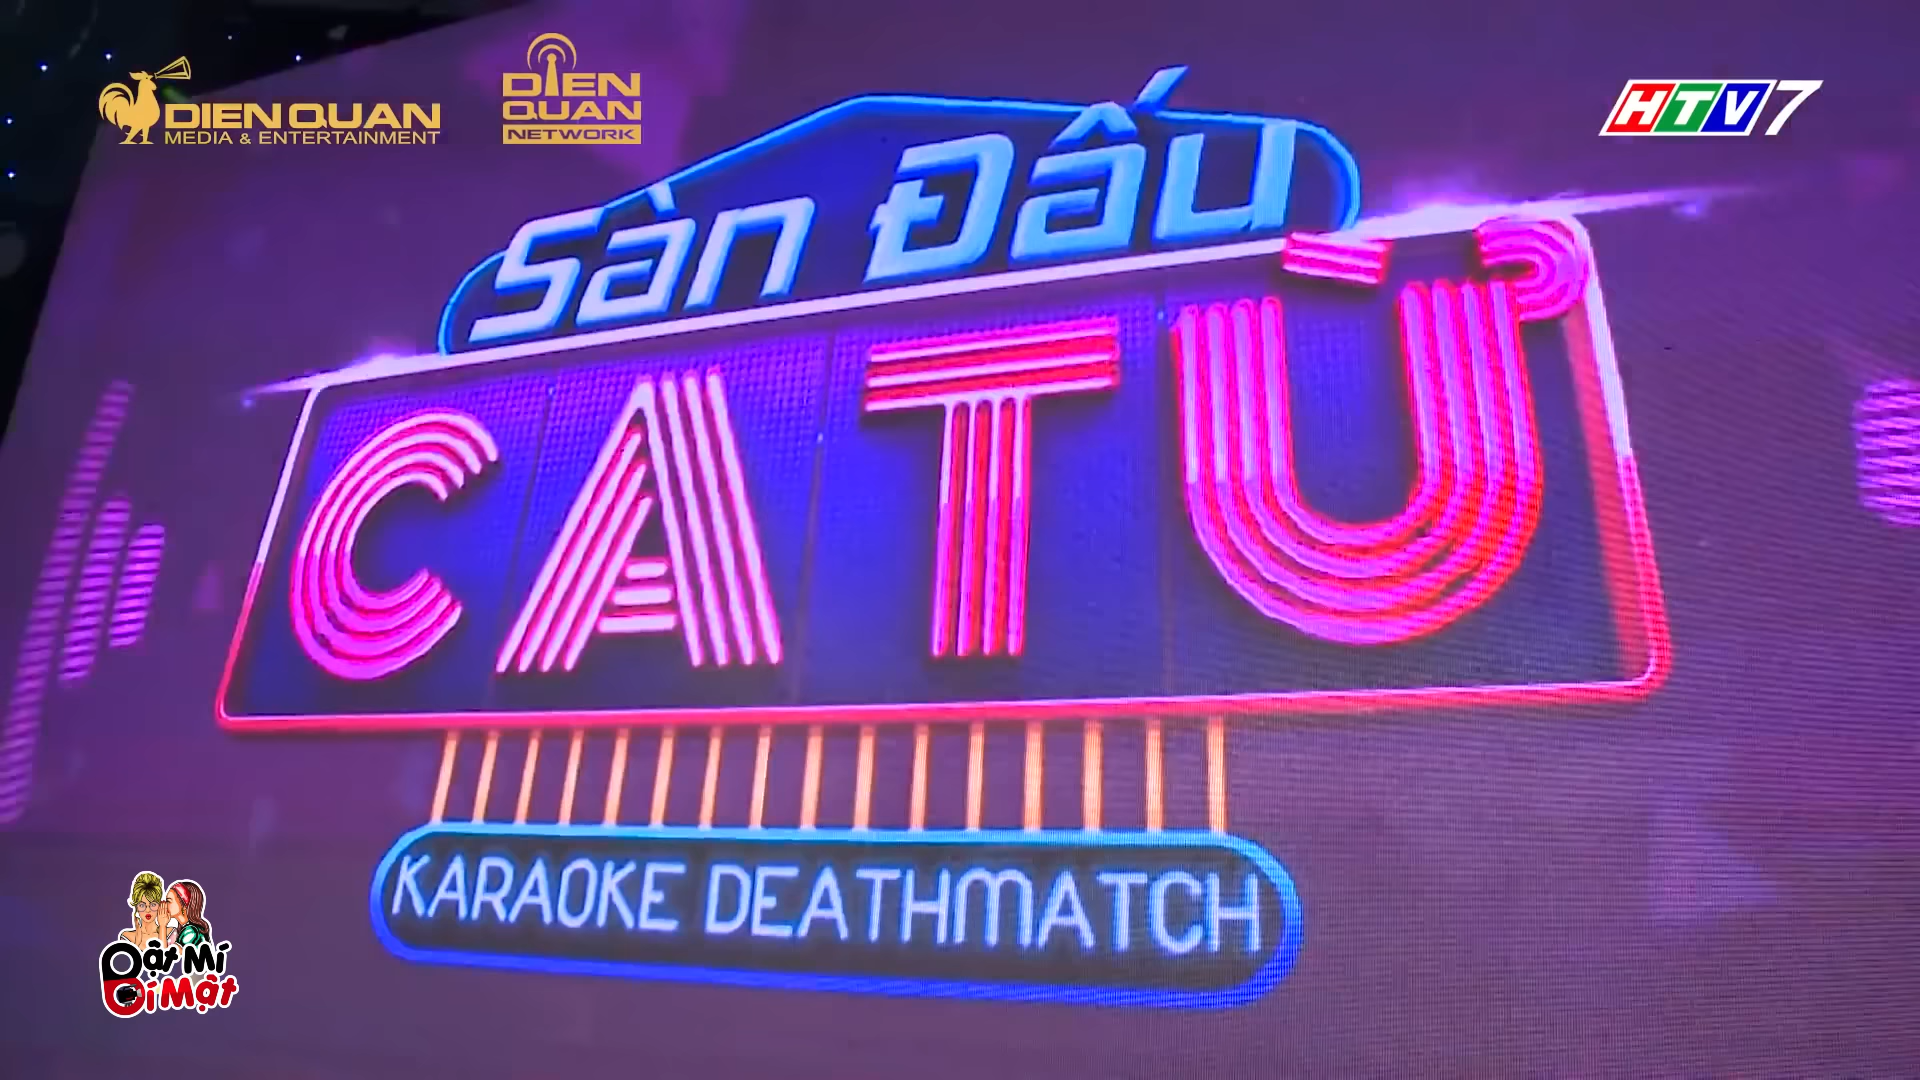 DIEN QUAN
MEDIA & ENTERTAINMENT
DIEN
QUAN
NETWORK
HTV7
Sàn Đấu
CA TỪ
KARAOKE DEATHMATCH
Bật Mí
Bí Mật